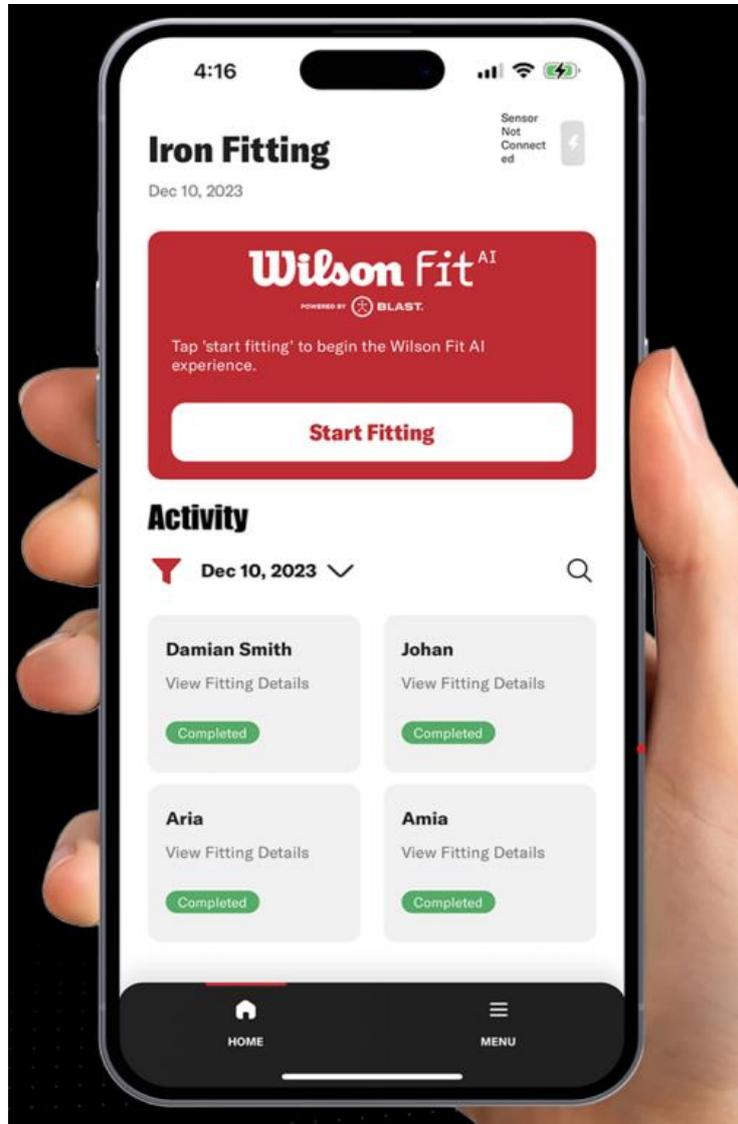 4:16
Iron Fitting
Sensor
Not
Connect
ed
Dec 10, 2023
Wilson Fit AI
POWERED BY BLAST.
Tap 'start fitting' to begin the Wilson Fit AI
experience.
Start Fitting
Activity
Dec 10, 2023
Damian Smith
View Fitting Details
Completed
Johan
View Fitting Details
Completed
Aria
View Fitting Details
Completed
Amia
View Fitting Details
Completed
HOME
MENU